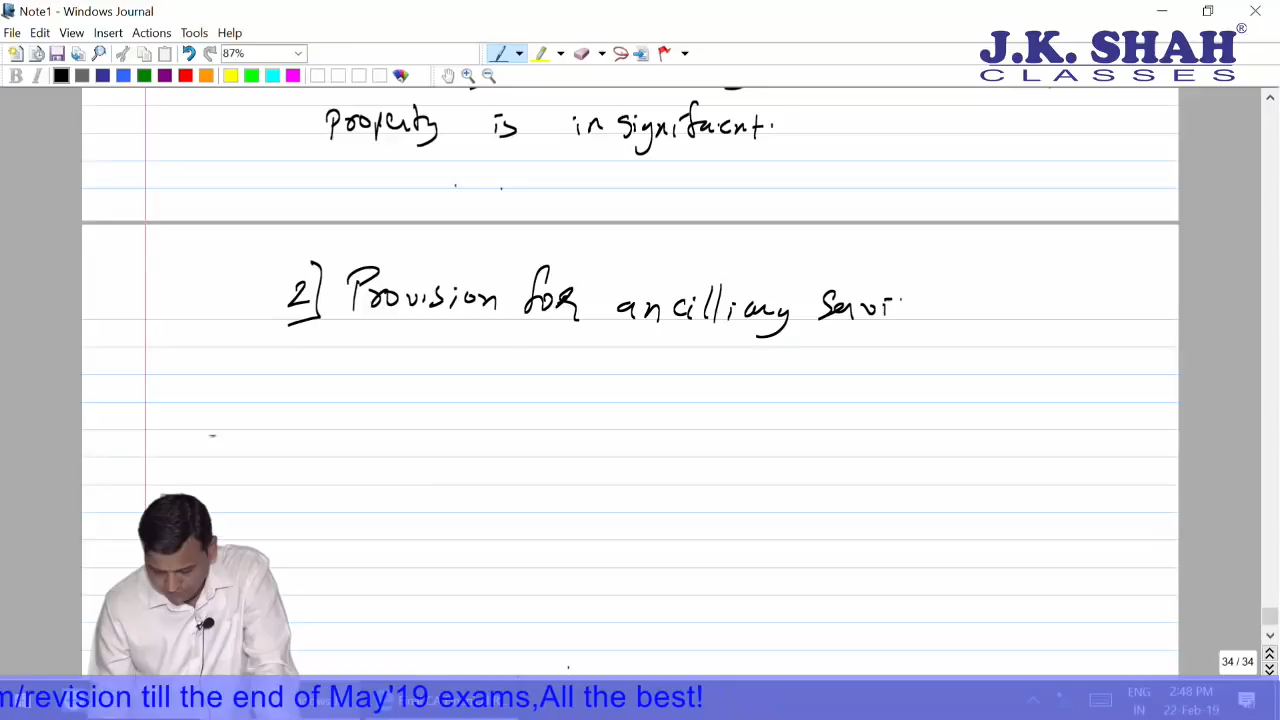 Note1 - Windows Journal
File Edit View Insert Actions Tools Help
87%
J.K. SHAH ®
CLASSES
property is insignificant.
2] Provision for ancilliary servi
34 / 34
m/revision till the end of May'19 exams,All the best!
ENG
IN
2:48 PM
22-Feb-19